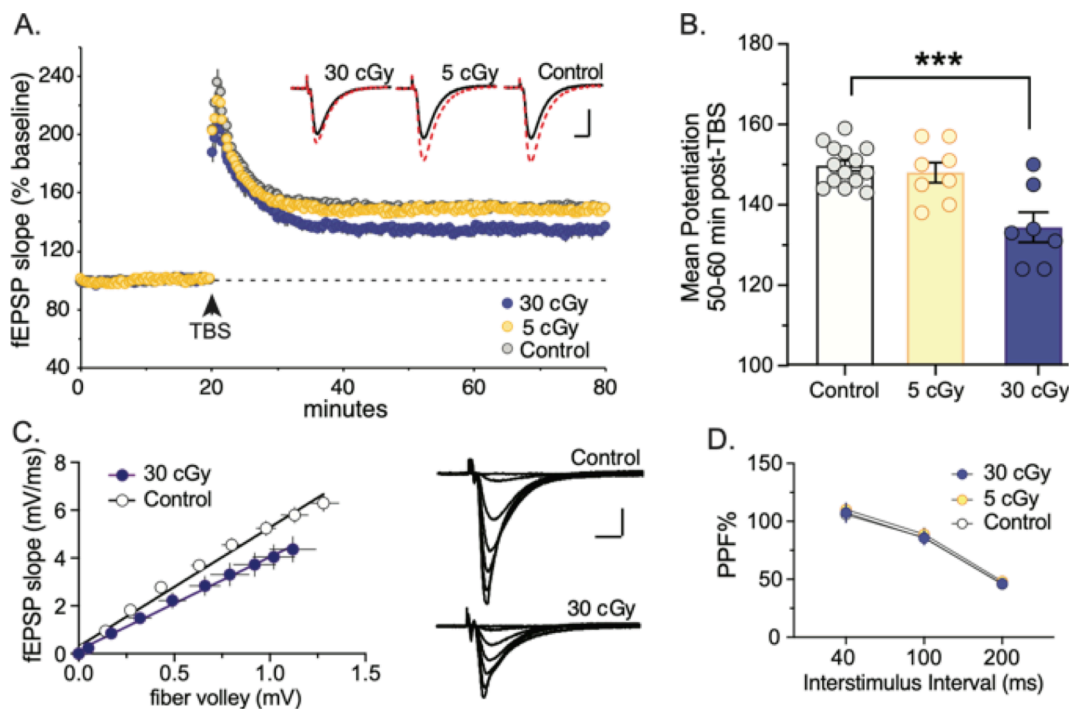 A.
fEPSP slope (% baseline)
240
200
160
120
80
40
30 cGy
5 cGy
Control
TBS
30 cGy
5 cGy
Control
0
20
40
60
80
minutes
B.
Mean Potentiation
50-60 min post-TBS
180
160
140
120
100
***
Control
5 cGy
30 cGy
C.
fEPSP slope (mV/ms)
8
6
4
2
0
30 cGy
Control
0.0
0.5
1.0
1.5
fiber volley (mV)
Control
30 cGy
D.
PPF%
150
100
50
0
30 cGy
5 cGy
Control
40
100
200
Interstimulus Interval (ms)